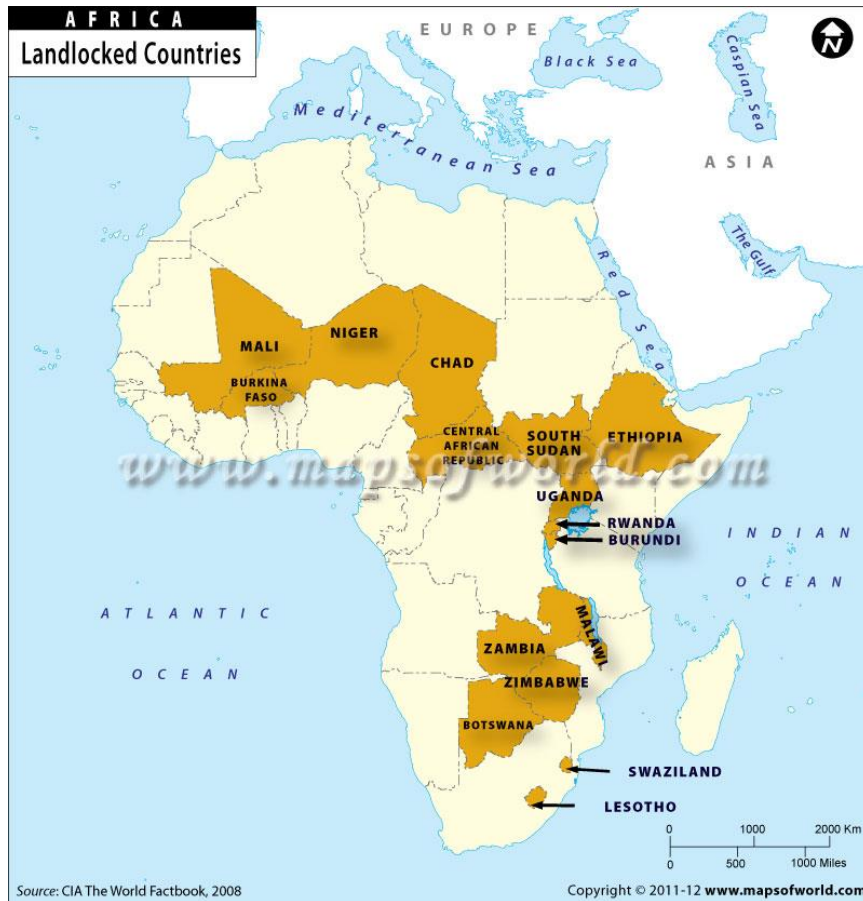 AFRICA
Landlocked Countries
EUROPE
N
Black Sea
Caspian Sea
Mediterranean Sea
ASIA
The Gulf
Red Sea
MALI
NIGER
CHAD
BURKINA
FASO
CENTRAL
AFRICAN
REPUBLIC
SOUTH
SUDAN
ETHIOPIA
www.mapsofworld.com
UGANDA
RWANDA
BURUNDI
INDIAN
OCEAN
ATLANTIC
OCEAN
MALAWI
ZAMBIA
ZIMBABWE
BOTSWANA
SWAZILAND
LESOTHO
0 1000 2000 Km
0 500 1000 Miles
Source: CIA The World Factbook, 2008
Copyright © 2011-12 www.mapsofworld.com